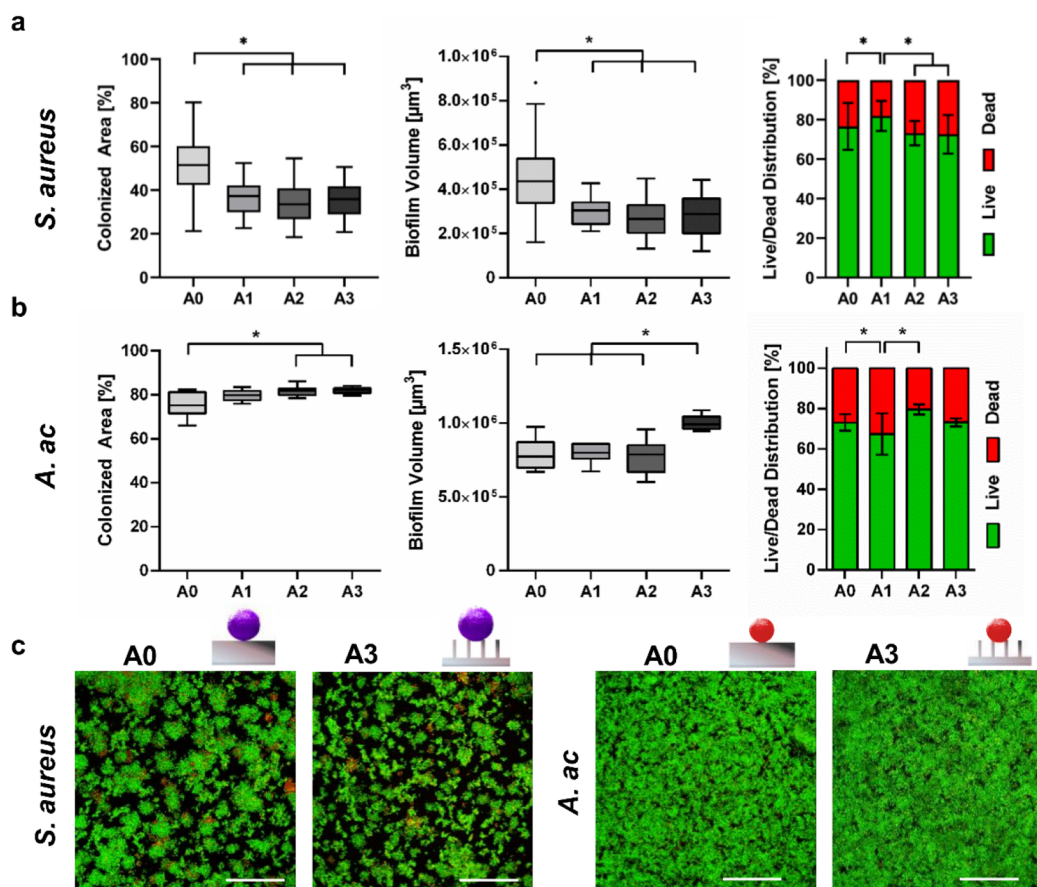 a
S. aureus
Colonized Area [%]
100
80
60
40
20
0
A0 A1 A2 A3
*
Biofilm Volume [µm³]
1.0×10⁶
8.0×10⁵
6.0×10⁵
4.0×10⁵
2.0×10⁵
0
A0 A1 A2 A3
*
Live/Dead Distribution [%]
100
80
60
40
20
0
A0 A1 A2 A3
* *
Live Dead
b
A. ac
Colonized Area [%]
100
80
60
40
20
0
A0 A1 A2 A3
*
Biofilm Volume [µm³]
1.5×10⁶
1.0×10⁶
5.0×10⁵
0
A0 A1 A2 A3
*
Live/Dead Distribution [%]
100
80
60
40
20
0
A0 A1 A2 A3
* *
Live Dead
c
A0 A3 A0 A3
S. aureus
A. ac